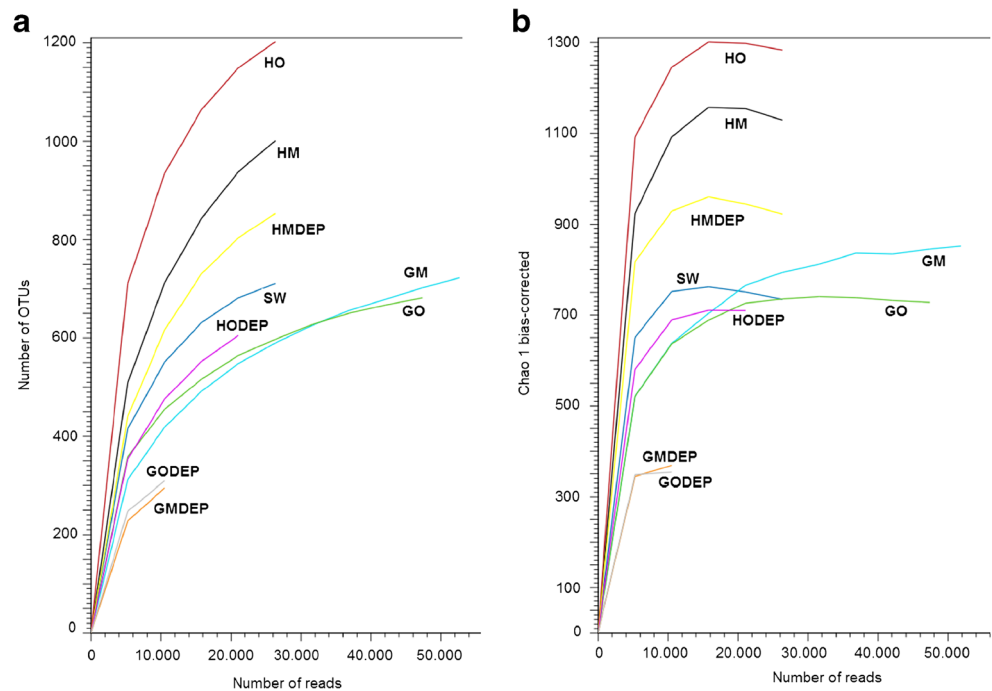 a
1200
1000
800
600
400
200
0
Number of OTUs
HO
HM
HMDEP
SW
GM
GO
HODEP
GODEP
GMDEP
0 10.000 20.000 30.000 40.000 50.000
Number of reads
b
1300
1100
900
700
500
300
100
0
Chao 1 bias-corrected
HO
HM
HMDEP
GM
SW
HODEP
GO
GMDEP
GODEP
0 10.000 20.000 30.000 40.000 50.000
Number of reads